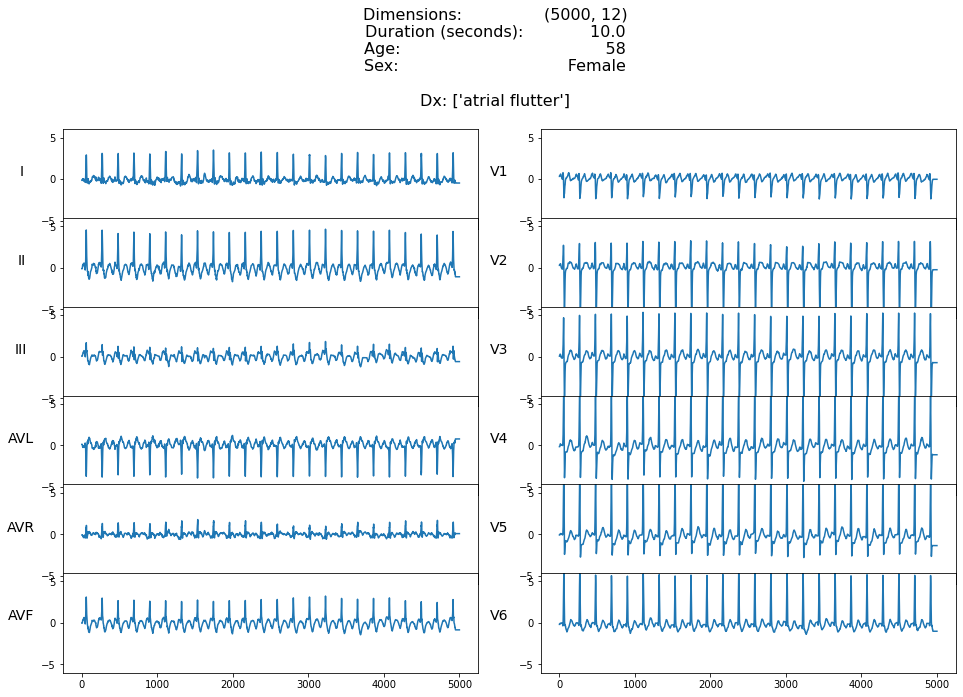 Dimensions: (5000, 12)
Duration (seconds): 10.0
Age: 58
Sex: Female
Dx: ['atrial flutter']
I
5
0
−5
II
5
0
−5
III
5
0
−5
AVL
5
0
−5
AVR
5
0
−5
AVF
5
0
−5
0 1000 2000 3000 4000 5000
V1
5
0
−5
V2
5
0
−5
V3
5
0
−5
V4
5
0
−5
V5
5
0
−5
V6
5
0
−5
0 1000 2000 3000 4000 5000